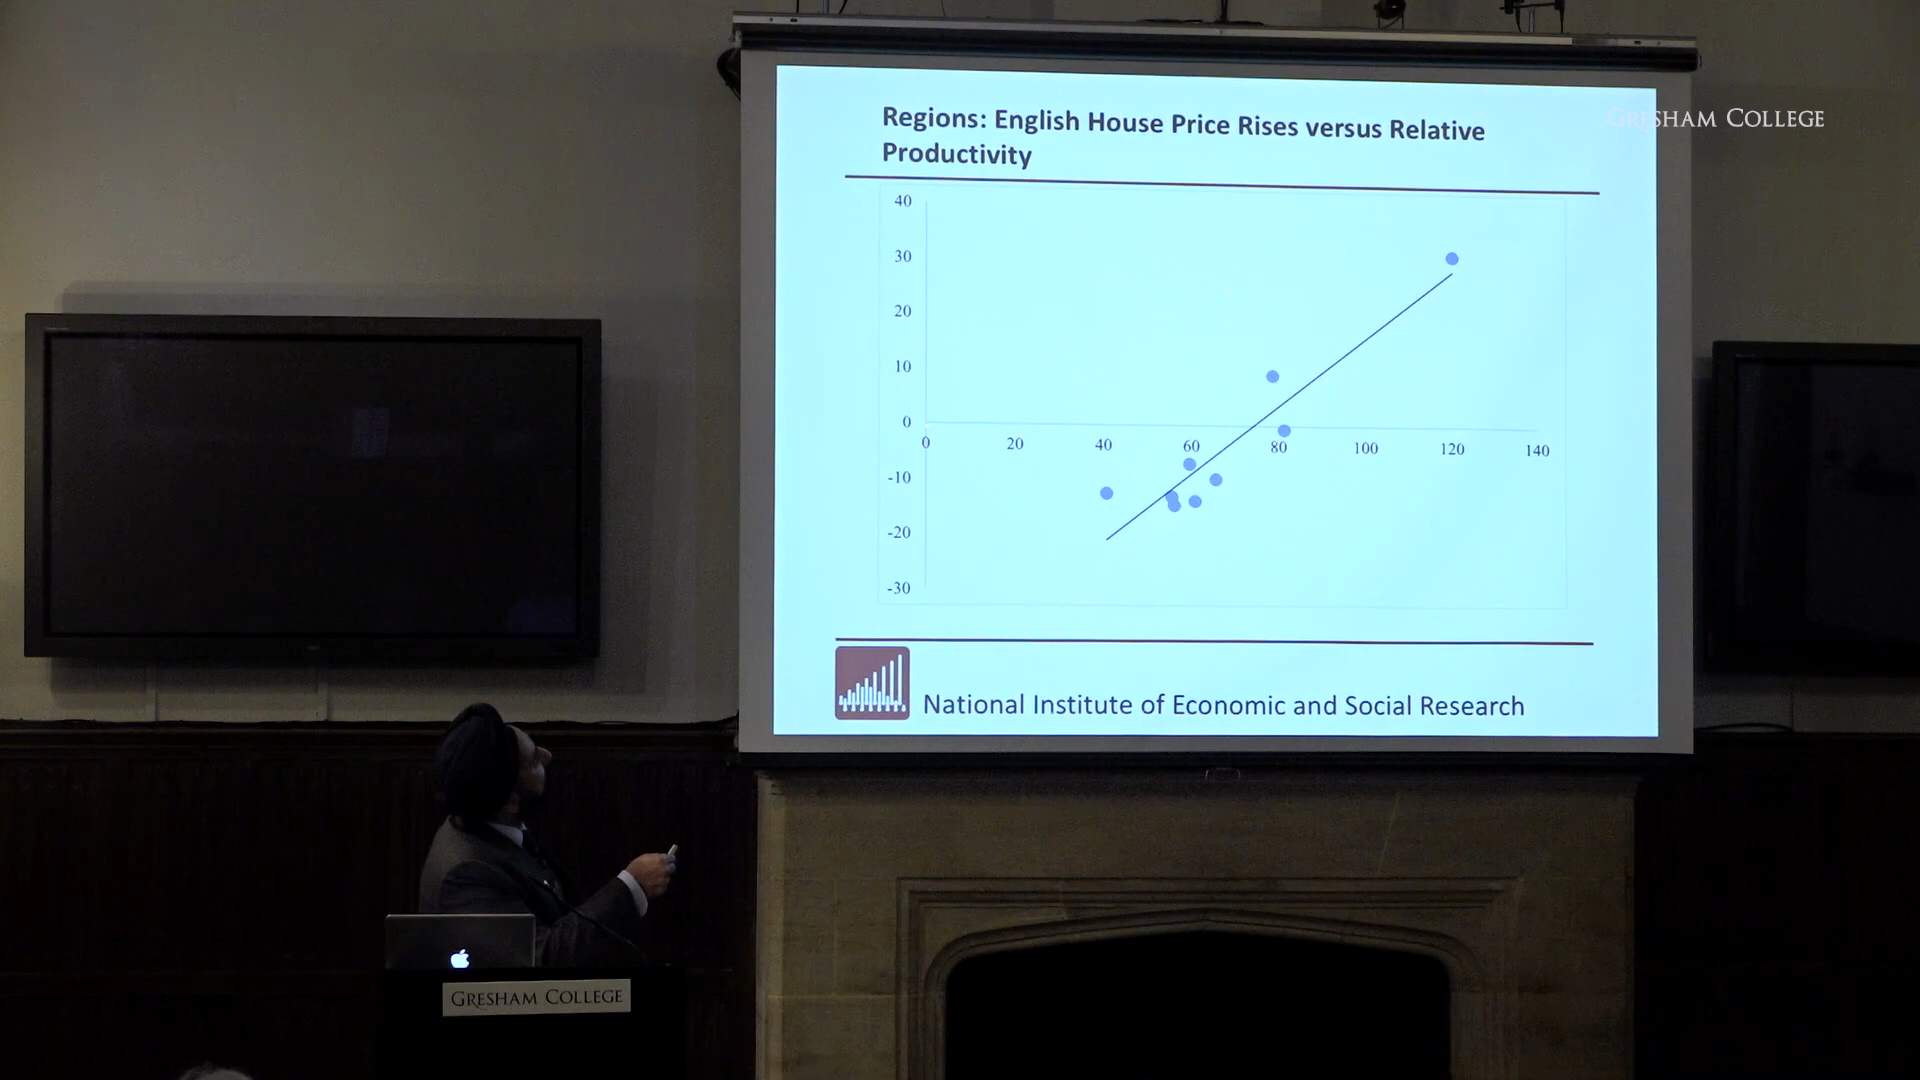 Regions: English House Price Rises versus Relative
Productivity
GRESHAM COLLEGE
40
30
20
10
0
0 20 40 60 80 100 120 140
-10
-20
-30
National Institute of Economic and Social Research
GRESHAM COLLEGE